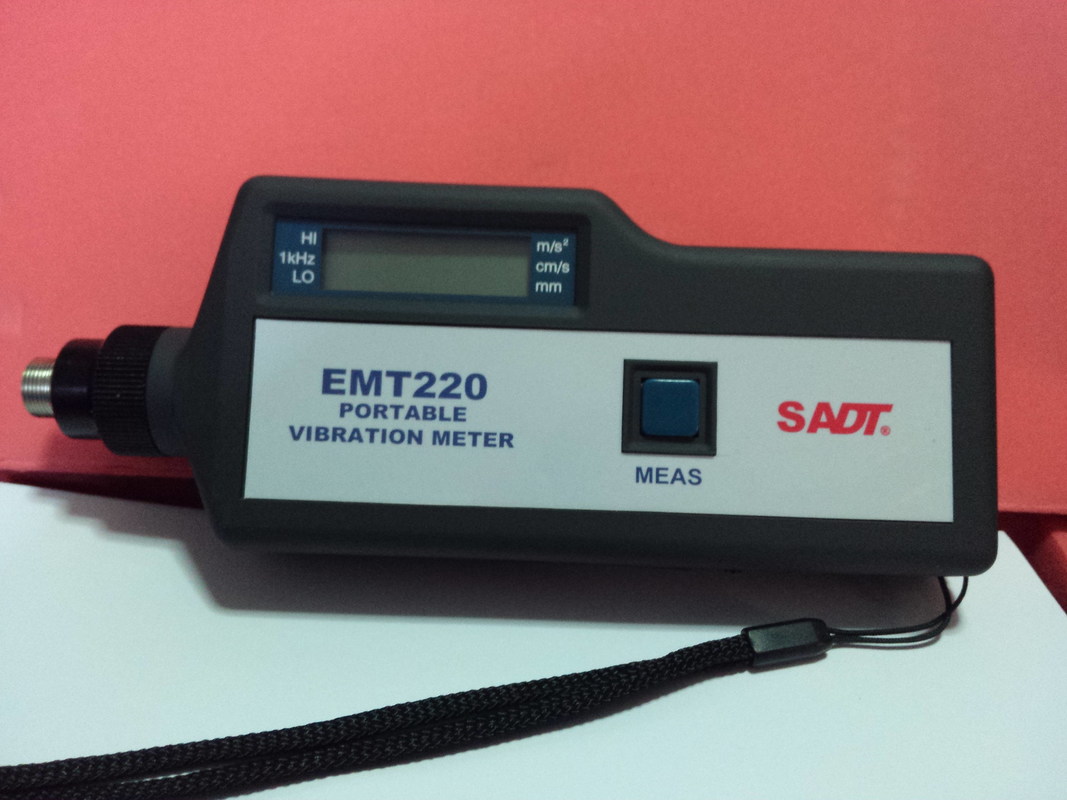 HI
1kHz
LO
m/s²
cm/s
mm
EMT220
PORTABLE
VIBRATION METER
MEAS
SADT®